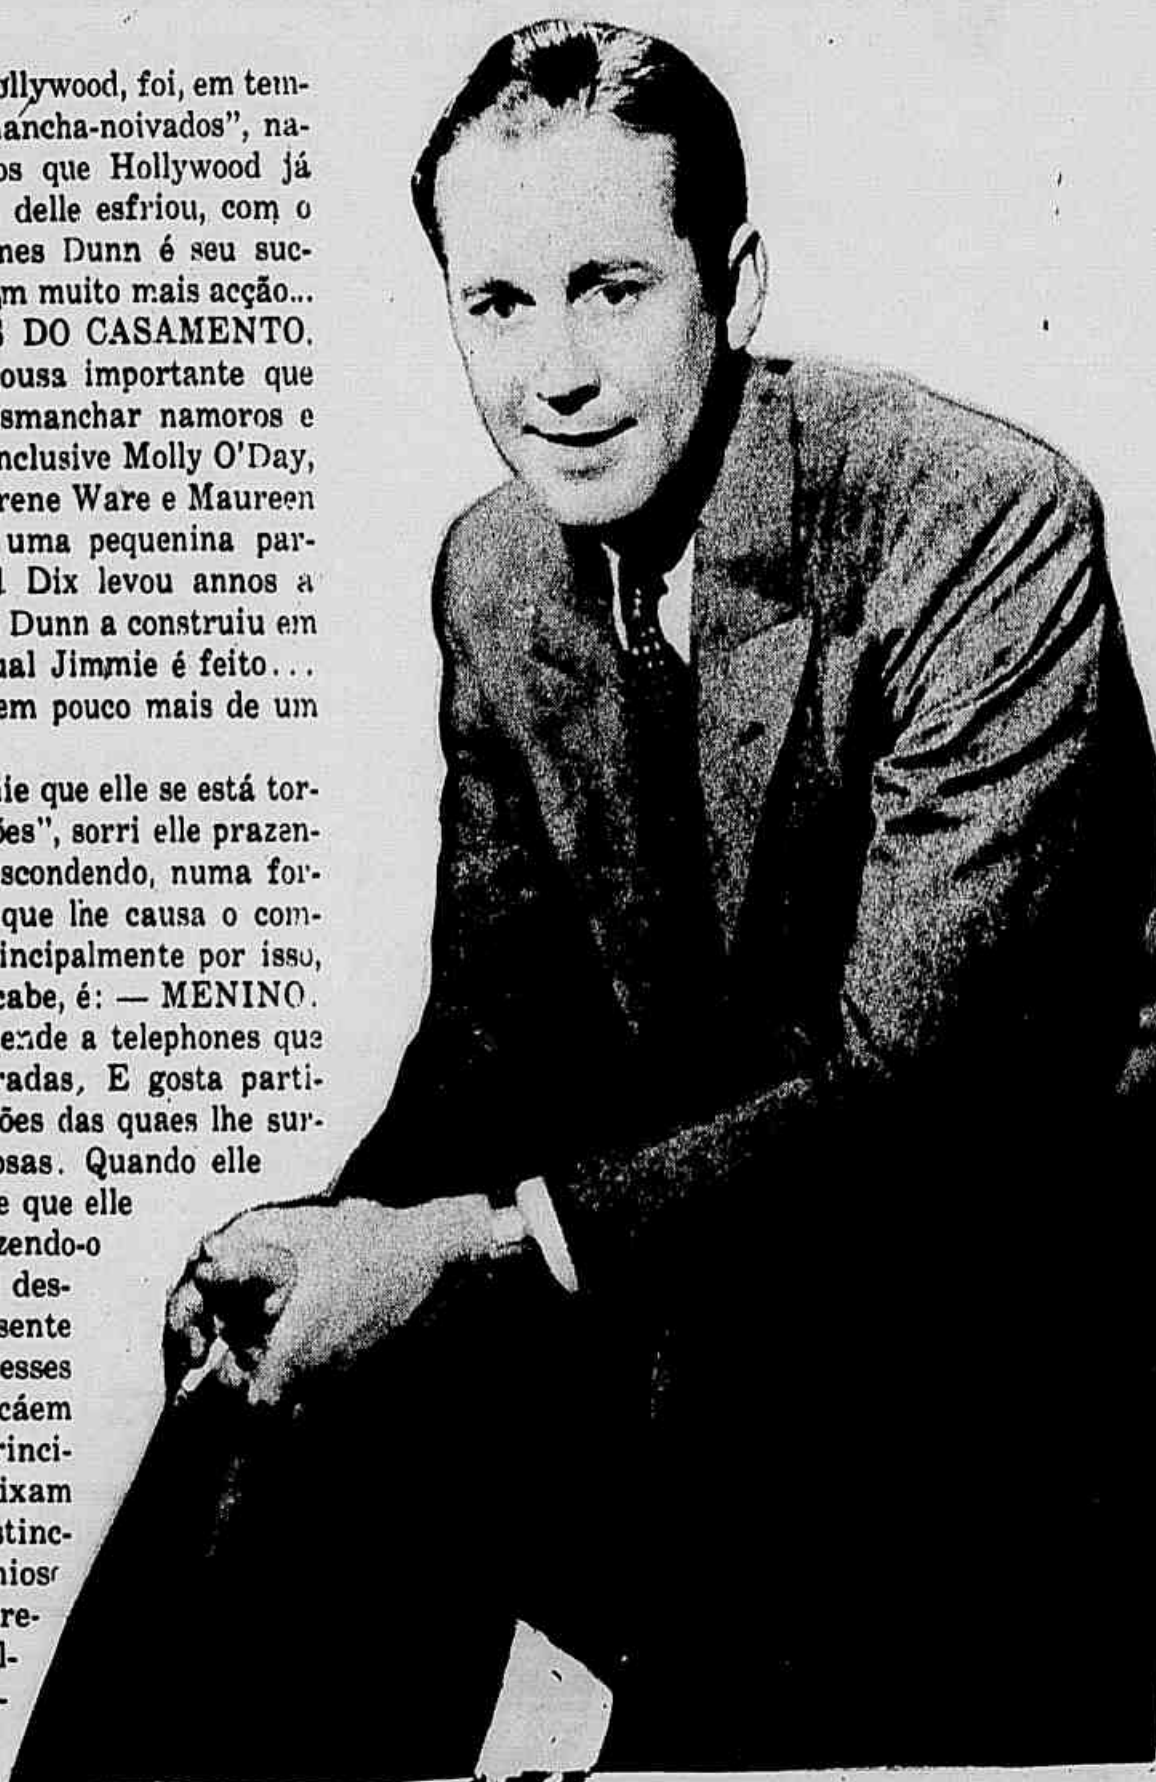 ollywood, foi, em tem-
ancha-noivados", na-
os que Hollywood já
delle esfriou, com o
mes Dunn é seu suc-
m muito mais acção...
S DO CASAMENTO.
ousa importante que
smanchar namoros e
nclusive Molly O'Day,
rene Ware e Maureen
uma pequenina par-
l Dix levou annos a
Dunn a construiu em
ual Jimmie é feito...
em pouco mais de um
ie que elle se está tor-
ões", sorri elle prazen-
scondendo, numa for-
que lhe causa o com-
incipalmente por isso,
cabe, é: — MENINO.
ende a telephones que
radas, E gosta parti-
ões das quaes lhe sur-
osas. Quando elle
e que elle
zendo-o
des-
sente
esses
cáem
rinci-
ixam
stinc-
nios
re-
l-
-